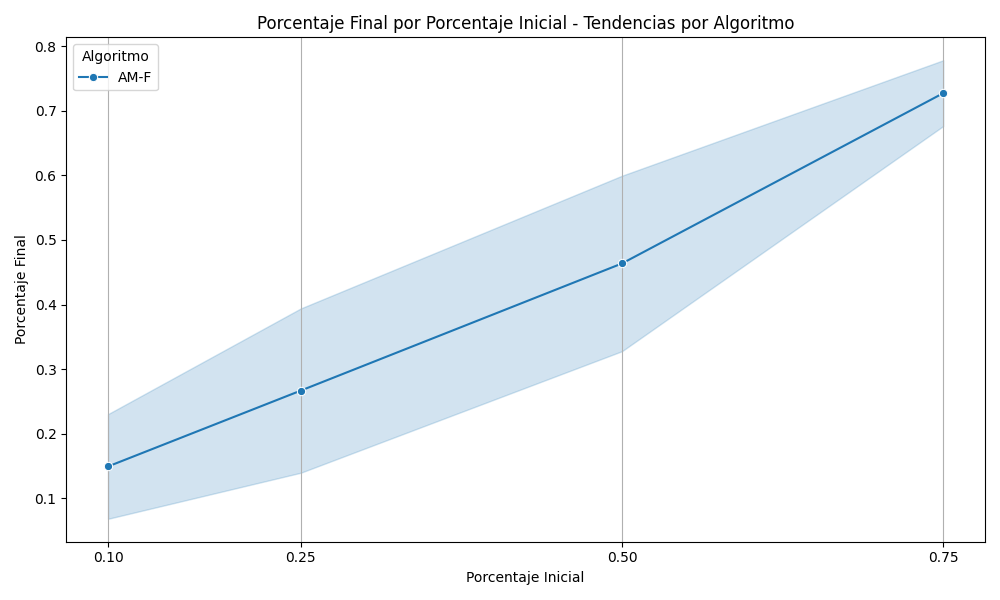 Porcentaje Final por Porcentaje Inicial - Tendencias por Algoritmo
Algoritmo
AM-F
Porcentaje Final
0.8
0.7
0.6
0.5
0.4
0.3
0.2
0.1
0.10 0.25 0.50 0.75
Porcentaje Inicial